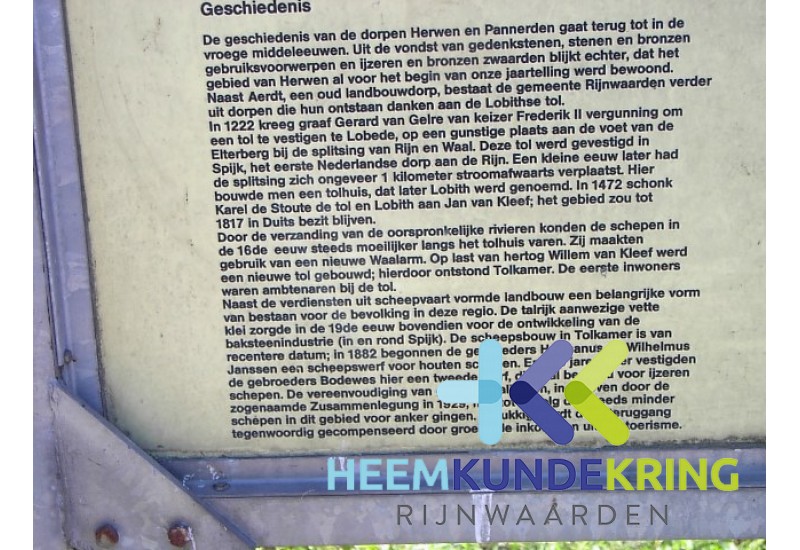 Geschiedenis
De geschiedenis van de dorpen Herwen en Pannerden gaat terug tot in de
vroege middeleeuwen. Uit de vondst van gedenkstenen, stenen en bronzen
gebruiksvoorwerpen en ijzeren en bronzen zwaarden blijkt echter, dat het
gebied van Herwen al voor het begin van onze jaartelling werd bewoond.
Naast Aerdt, een oud landbouwdorp, bestaat de gemeente Rijnwaarden verder
uit dorpen die hun ontstaan danken aan de Lobithse tol.
In 1222 kreeg graaf Gerard van Gelre van keizer Frederik II vergunning om
een tol te vestigen te Lobede, op een gunstige plaats aan de voet van de
Elterberg bij de splitsing van Rijn en Waal. Deze tol werd gevestigd in
Spijk, het eerste Nederlandse dorp aan de Rijn. Een kleine eeuw later had
de splitsing zich ongeveer 1 kilometer stroomafwaarts verplaatst. Hier
bouwde men een tolhuis, dat later Lobith werd genoemd. In 1472 schonk
Karel de Stoute de tol en Lobith aan Jan van Kleef; het gebied zou tot
1817 in Duits bezit blijven.
Door de verzanding van de oorspronkelijke rivieren konden de schepen in
de 16de eeuw steeds moeilijker langs het tolhuis varen. Zij maakten
gebruik van een nieuwe Waalarm. Op last van hertog Willem van Kleef werd
een nieuwe tol gebouwd; hierdoor ontstond Tolkamer. De eerste inwoners
waren ambtenaren bij de tol.
Naast de verdiensten uit scheepvaart vormde landbouw een belangrijke vorm
van bestaan voor de bevolking in deze regio. De talrijk aanwezige vette
klei zorgde in de 19de eeuw bovendien voor de ontwikkeling van de
baksteenindustrie (in en rond Spijk). De scheepsbouw in Tolkamer is van
recentere datum; in 1882 begonnen de Wilhelmus
Janssen een scheepswerf voor houten vestigden
de gebroeders Bodewes hier een tweede voor ijzeren
schepen. De vereenvoudiging van door de
zogenaamde Zusammenlegung in minder
schepen in dit gebied voor anker gingen.
tegenwoordig gecompenseerd door toerisme.
HEEMKUNDEKRING
RIJNWAARDEN